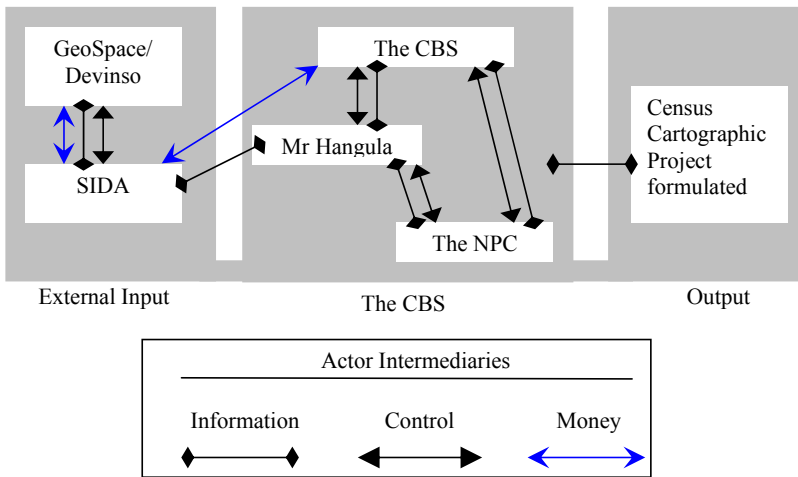 GeoSpace/
Devinso
SIDA
The CBS
Mr Hangula
The NPC
Census
Cartographic
Project
formulated
External Input
The CBS
Output
Actor Intermediaries
Information
Control
Money